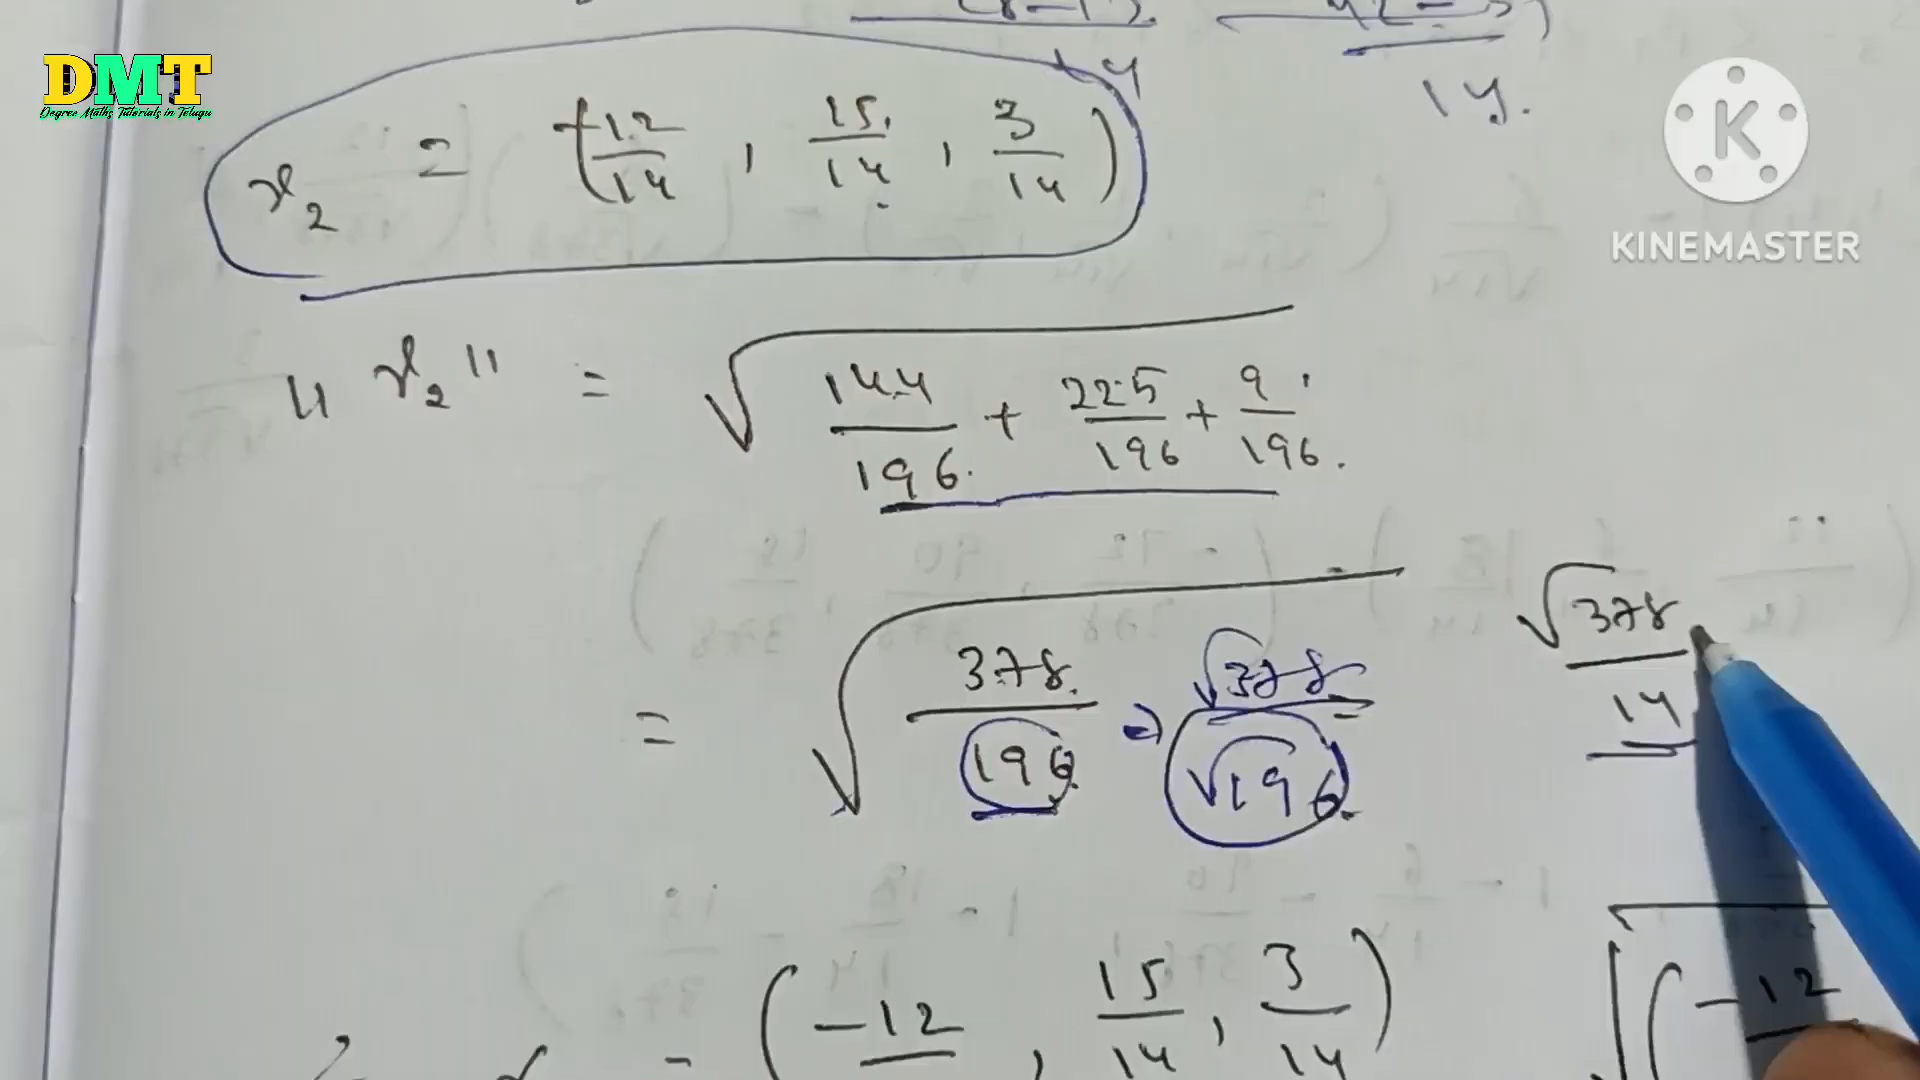 DMT
Degree Maths Tutorials in Telugu
KINEMASTER
14
14.
x₂ = (-12/14, 15/14, 3/14)
|| x₂ || = √(144/196 + 225/196 + 9/196)
= √(378/196) ⇒ √378/√196 √378/14
= (-12, 15/14, 3/14) √((-12